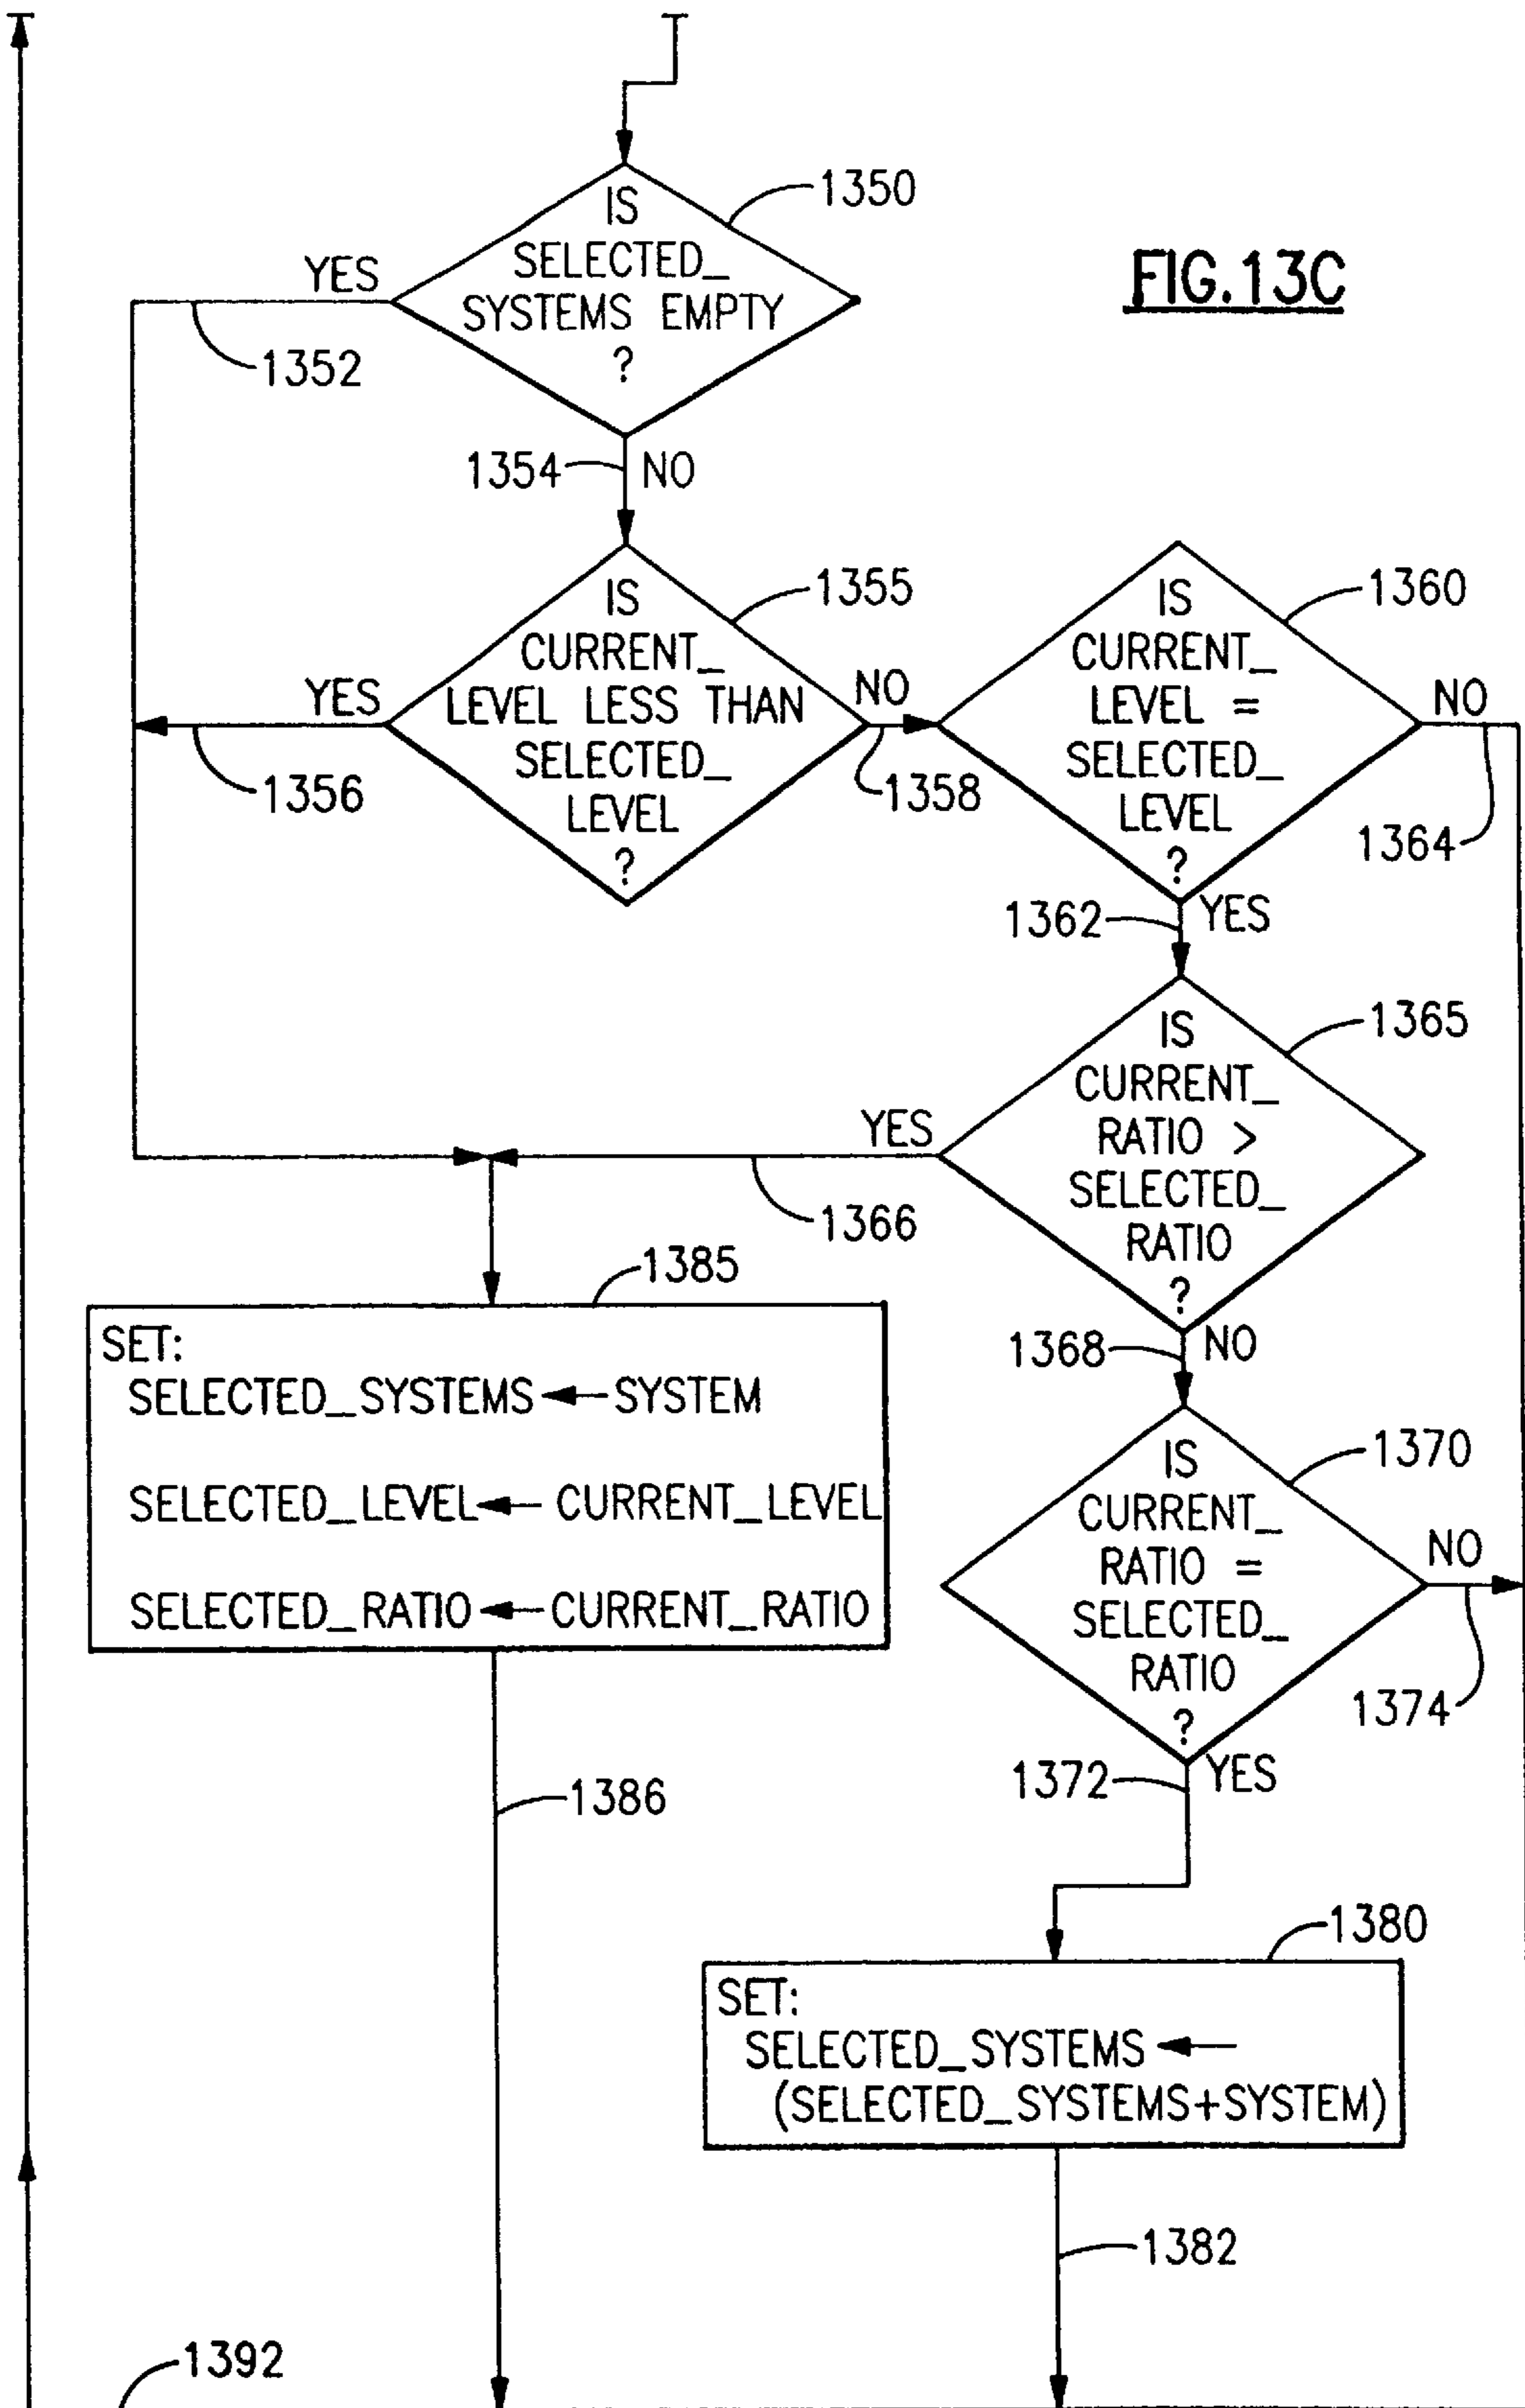 1350
IS
SELECTED_
SYSTEMS EMPTY
?
YES
FIG.13C
1352
1354
NO
1355
IS
CURRENT_
LEVEL LESS THAN
SELECTED_
LEVEL
?
YES
1356
NO
1358
1360
IS
CURRENT_
LEVEL =
SELECTED_
LEVEL
?
NO
1364
1362
YES
1365
IS
CURRENT_
RATIO >
SELECTED_
RATIO
?
YES
1366
1368
NO
1385
SET:
SELECTED_SYSTEMS ← SYSTEM
SELECTED_LEVEL ← CURRENT_LEVEL
SELECTED_RATIO ← CURRENT_RATIO
1370
IS
CURRENT_
RATIO =
SELECTED_
RATIO
?
NO
1374
1372
YES
1386
1380
SET:
SELECTED_SYSTEMS ←
(SELECTED_SYSTEMS+SYSTEM)
1382
1392